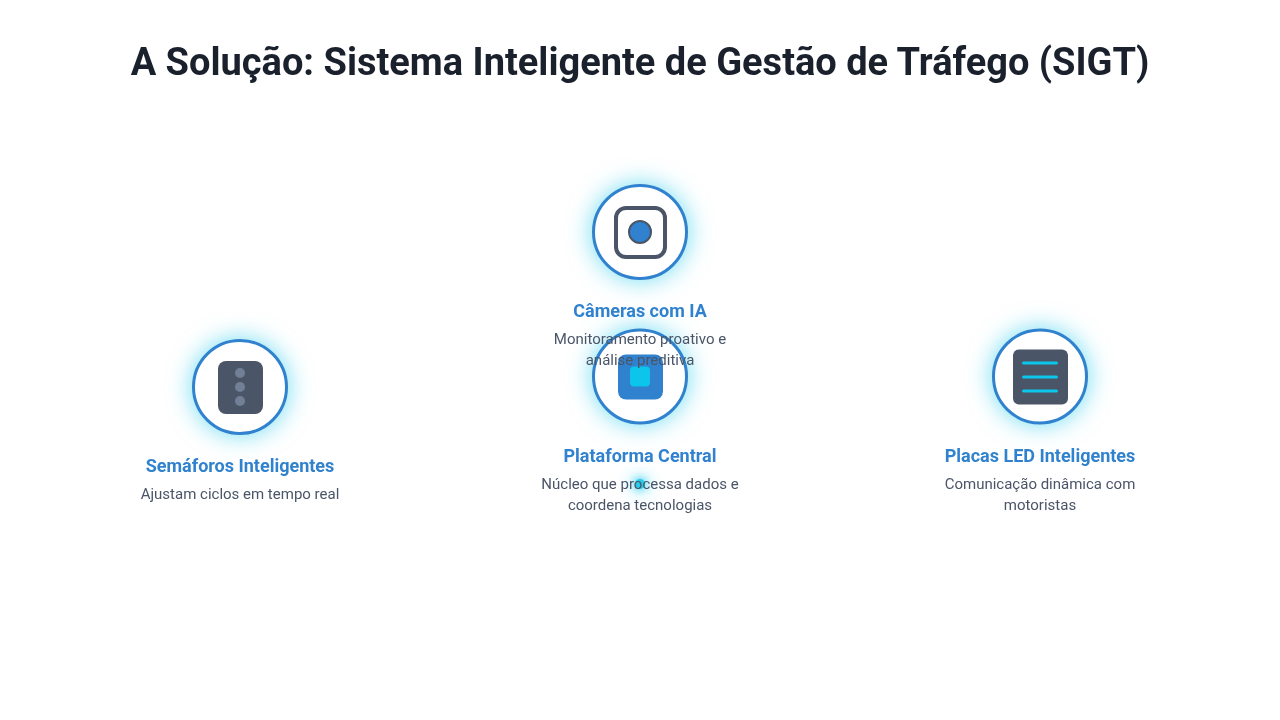 A Solução: Sistema Inteligente de Gestão de Tráfego (SIGT)
Câmeras com IA
Monitoramento proativo e
análise preditiva
Semáforos Inteligentes
Ajustam ciclos em tempo real
Plataforma Central
Núcleo que processa dados e
coordena tecnologias
Placas LED Inteligentes
Comunicação dinâmica com
motoristas